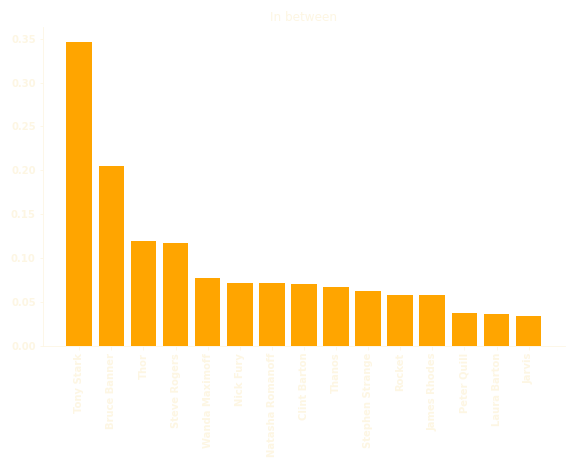 In between
0.35
0.30
0.25
0.20
0.15
0.10
0.05
0.00
Tony Stark
Bruce Banner
Thor
Steve Rogers
Wanda Maximoff
Nick Fury
Natasha Romanoff
Clint Barton
Thanos
Stephen Strange
Rocket
James Rhodes
Peter Quill
Laura Barton
Jarvis